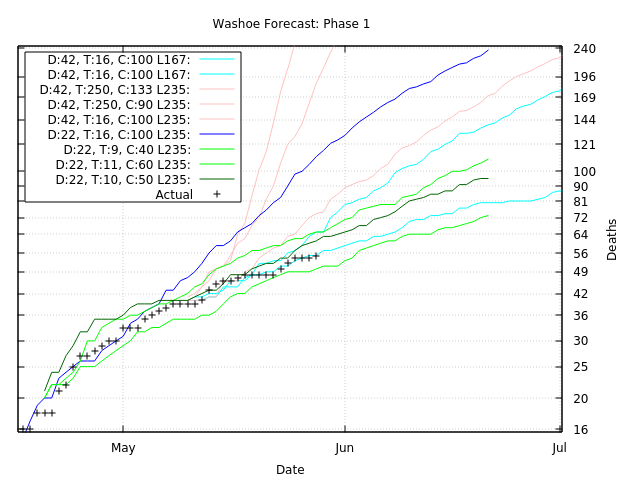 Washoe Forecast: Phase 1
D:42, T:16, C:100 L167:
D:42, T:16, C:100 L167:
D:42, T:250, C:133 L235:
D:42, T:250, C:90 L235:
D:42, T:16, C:100 L235:
D:22, T:16, C:100 L235:
D:22, T:9, C:40 L235:
D:22, T:11, C:60 L235:
D:22, T:10, C:50 L235:
Actual
240
196
169
144
121
100
90
81
72
64
56
49
42
36
30
25
20
16
Deaths
May
Jun
Jul
Date